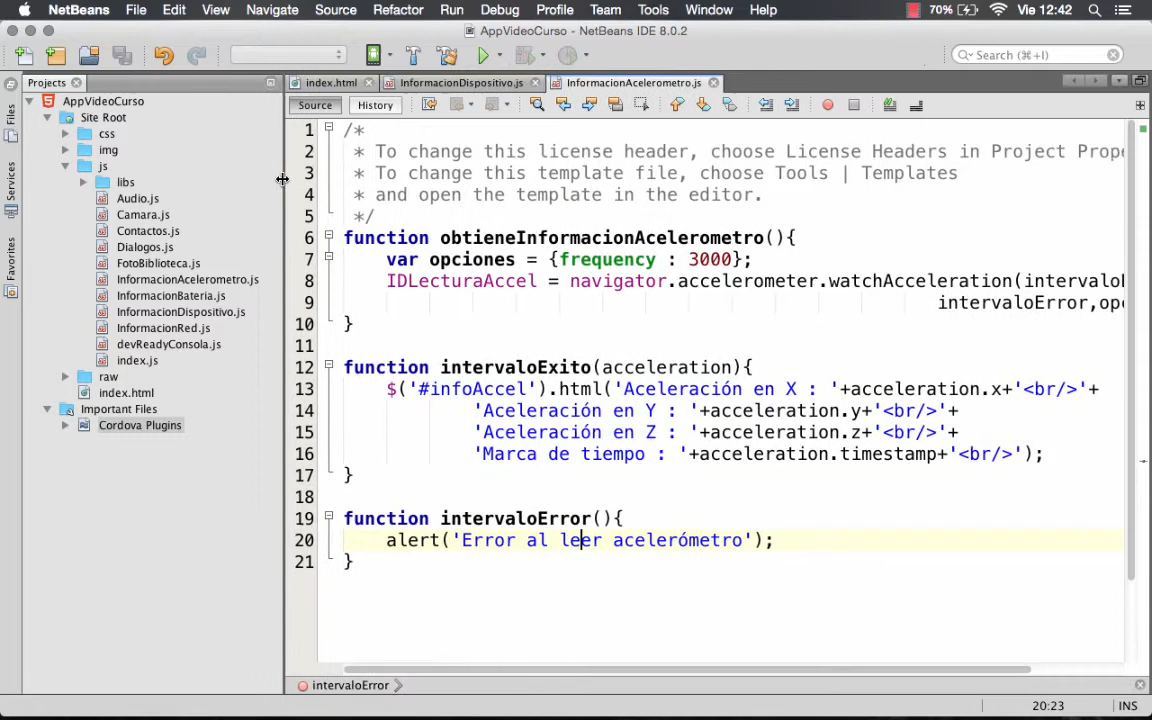 NetBeans File Edit View Navigate Source Refactor Run Debug Profile Team Tools Window Help 70% Vie 12:42
AppVideoCurso - NetBeans IDE 8.0.2
Search (⌘+I)
Projects
index.html InformacionDispositivo.js InformacionAcelerometro.js
Source History
Files
Services
Favorites
AppVideoCurso
Site Root
css
img
js
libs
Audio.js
Camara.js
Contactos.js
Dialogos.js
FotoBiblioteca.js
InformacionAcelerometro.js
InformacionBateria.js
InformacionDispositivo.js
InformacionRed.js
devReadyConsola.js
index.js
raw
index.html
Important Files
Cordova Plugins
1 /*
2 * To change this license header, choose License Headers in Project Prope
3 * To change this template file, choose Tools | Templates
4 * and open the template in the editor.
5 */
6 function obtieneInformacionAcelerometro(){
7 var opciones = {frequency : 3000};
8 IDLecturaAccel = navigator.accelerometer.watchAcceleration(intervaloE
9 intervaloError,opc
10 }
11
12 function intervaloExito(acceleration){
13 $('#infoAccel').html('Aceleración en X : '+acceleration.x+'<br/>'+
14 'Aceleración en Y : '+acceleration.y+'<br/>'+
15 'Aceleración en Z : '+acceleration.z+'<br/>'+
16 'Marca de tiempo : '+acceleration.timestamp+'<br/>');
17 }
18
19 function intervaloError(){
20 alert('Error al leer acelerómetro');
21 }
intervaloError
20:23 INS